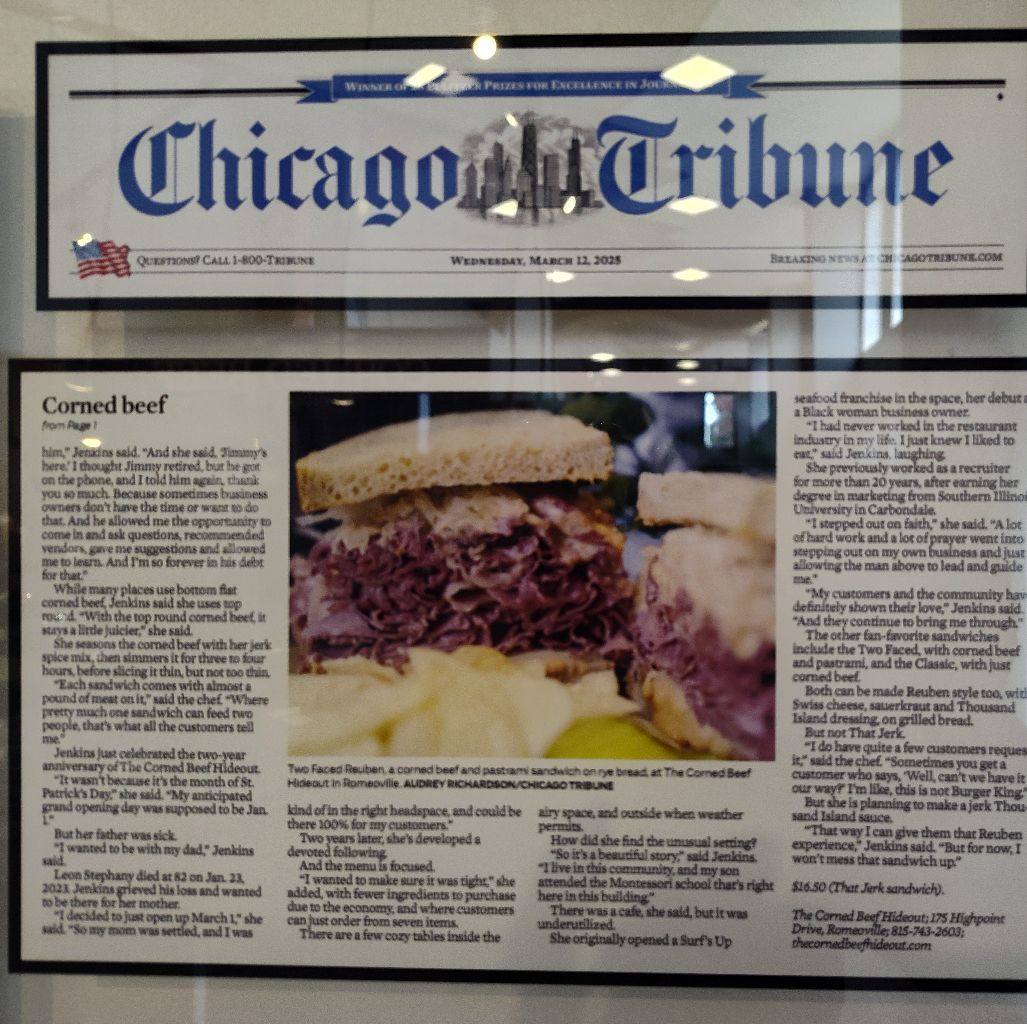 WINNER OF PULITZER PRIZES FOR EXCELLENCE IN
Chicago Tribune
QUESTIONS? CALL 1-800-TRIBUNE
WEDNESDAY, MARCH 12, 2025
BREAKING NEWS AT CHICAGOTRIBUNE.COM
Corned beef
from Page 1
him,” Jenkins said. “And she said, ‘Jimmy’s
here.’ I thought Jimmy retired, but he got
on the phone, and I told him again, thank
you so much. Because sometimes business
owners don’t have the time or want to do
that. And he allowed me the opportunity to
come in and ask questions, recommended
vendors, gave me suggestions and allowed
me to learn. And I’m so forever in his debt
for that.”
While many places use bottom flat
corned beef, Jenkins said she uses top
round. “With the top round corned beef, it
stays a little juicier,” she said.
She seasons the corned beef with her jerk
spice mix, then simmers it for three to four
hours, before slicing it thin, but not too thin.
“Each sandwich comes with almost a
pound of meat on it,” said the chef. “Where
pretty much one sandwich can feed two
people, that’s what all the customers tell
me.”
Jenkins just celebrated the two-year
anniversary of The Corned Beef Hideout.
“It wasn’t because it’s the month of St.
Patrick’s Day,” she said. “My anticipated
grand opening day was supposed to be Jan.
1.”
But her father was sick.
“I wanted to be with my dad,” Jenkins
said.
Leon Stephany died at 82 on Jan. 23,
2023. Jenkins grieved his loss and wanted
to be there for her mother.
“I decided to just open up March 1,” she
said. “So my mom was settled, and I was
Two Faced Reuben, a corned beef and pastrami sandwich on rye bread, at The Corned Beef
Hideout in Romeoville. AUDREY RICHARDSON/CHICAGO TRIBUNE
kind of in the right headspace, and could be
there 100% for my customers.”
Two years later, she’s developed a
devoted following.
And the menu is focused.
“I wanted to make sure it was tight,” she
added, with fewer ingredients to purchase
due to the economy, and where customers
can just order from seven items.
There are a few cozy tables inside the
airy space, and outside when weather
permits.
How did she find the unusual setting?
“So it’s a beautiful story,” said Jenkins.
“I live in this community, and my son
attended the Montessori school that’s right
here in this building.”
There was a cafe, she said, but it was
underutilized.
She originally opened a Surf’s Up
seafood franchise in the space, her debut
a Black woman business owner.
“I had never worked in the restaurant
industry in my life. I just knew I liked to
eat,” said Jenkins, laughing.
She previously worked as a recruiter
for more than 20 years, after earning her
degree in marketing from Southern Illinoi
University in Carbondale.
“I stepped out on faith,” she said. “A lot
of hard work and a lot of prayer went into
stepping out on my own business and just
allowing the man above to lead and guide
me.”
“My customers and the community hav
definitely shown their love,” Jenkins said.
“And they continue to bring me through.”
The other fan-favorite sandwiches
include the Two Faced, with corned beef
and pastrami, and the Classic, with just
corned beef.
Both can be made Reuben style too, wit
Swiss cheese, sauerkraut and Thousand
Island dressing, on grilled bread.
But not That Jerk.
“I do have quite a few customers reques
it,” said the chef. “Sometimes you get a
customer who says, ‘Well, can’t we have it
our way?’ I’m like, this is not Burger King.”
But she is planning to make a jerk Thou-
sand Island sauce.
“That way I can give them that Reuben
experience,” Jenkins said. “But for now, I
won’t mess that sandwich up.”
$16.50 (That Jerk sandwich).
The Corned Beef Hideout; 175 Highpoint
Drive, Romeoville; 815-743-2603;
thecornedbeefhideout.com